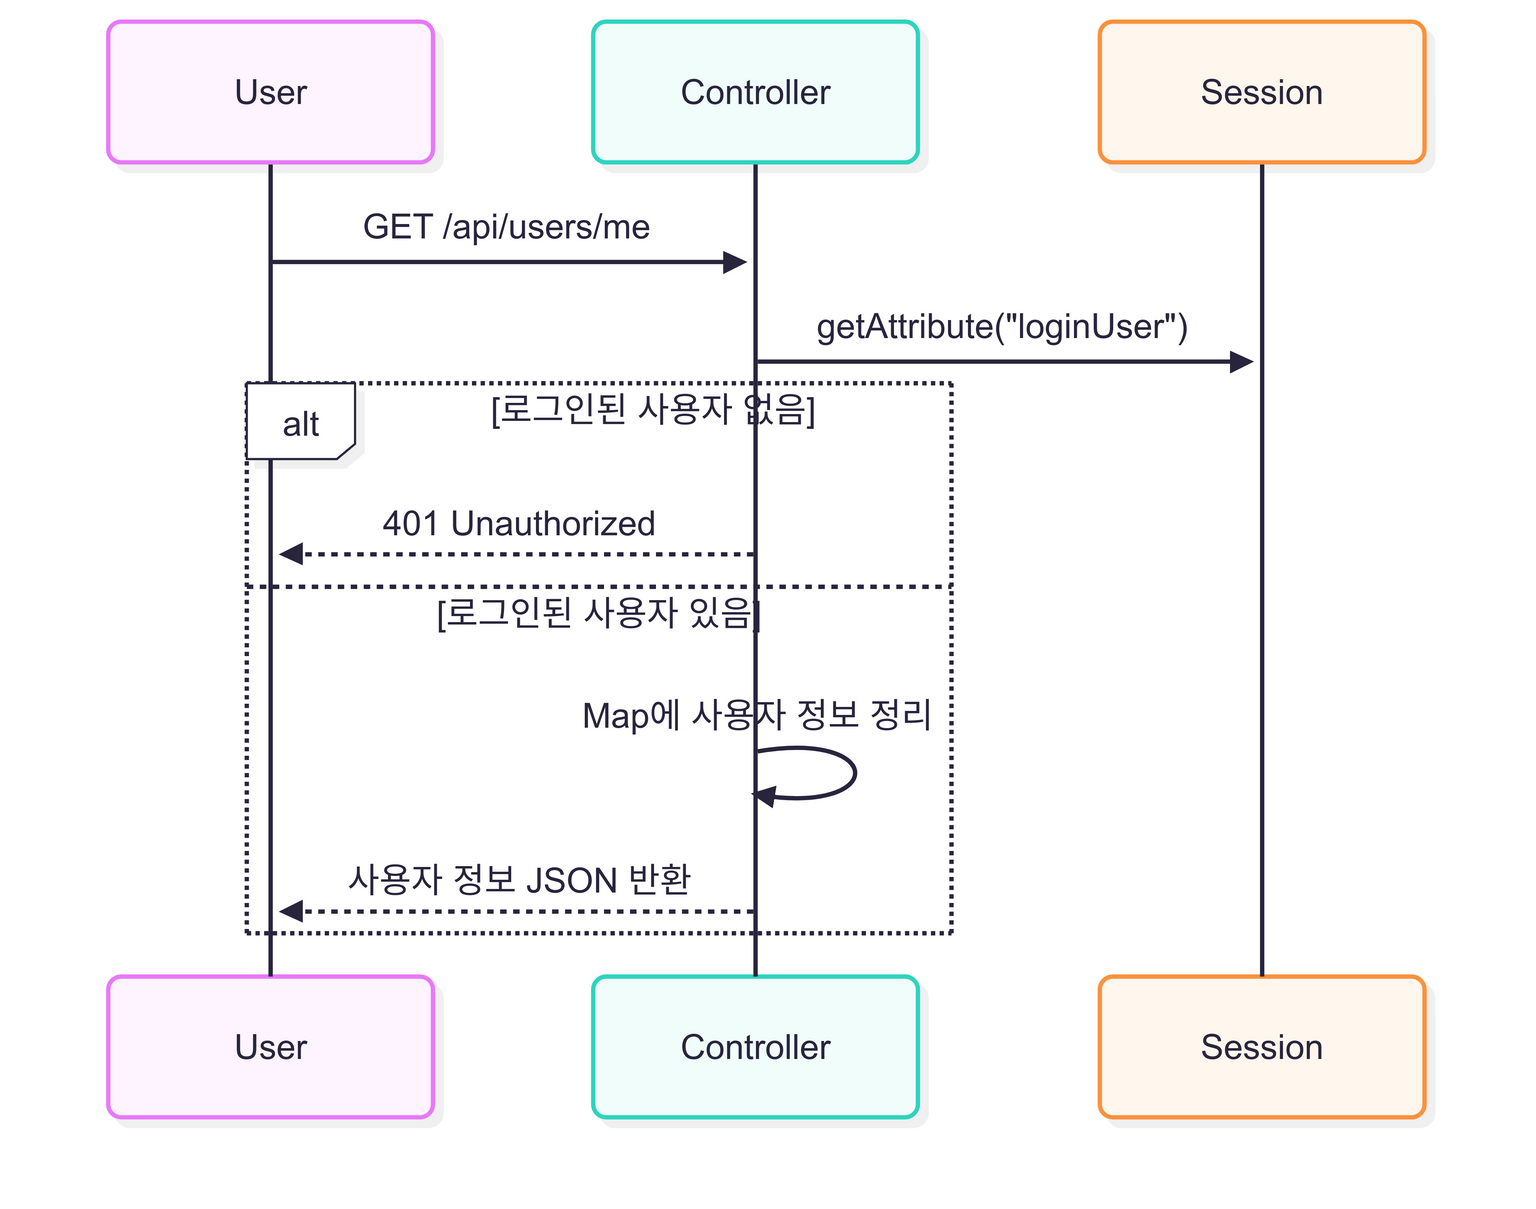 User
Controller
Session
GET /api/users/me
getAttribute("loginUser")
alt
[로그인된 사용자 없음]
401 Unauthorized
[로그인된 사용자 있음]
Map에 사용자 정보 정리
사용자 정보 JSON 반환
User
Controller
Session